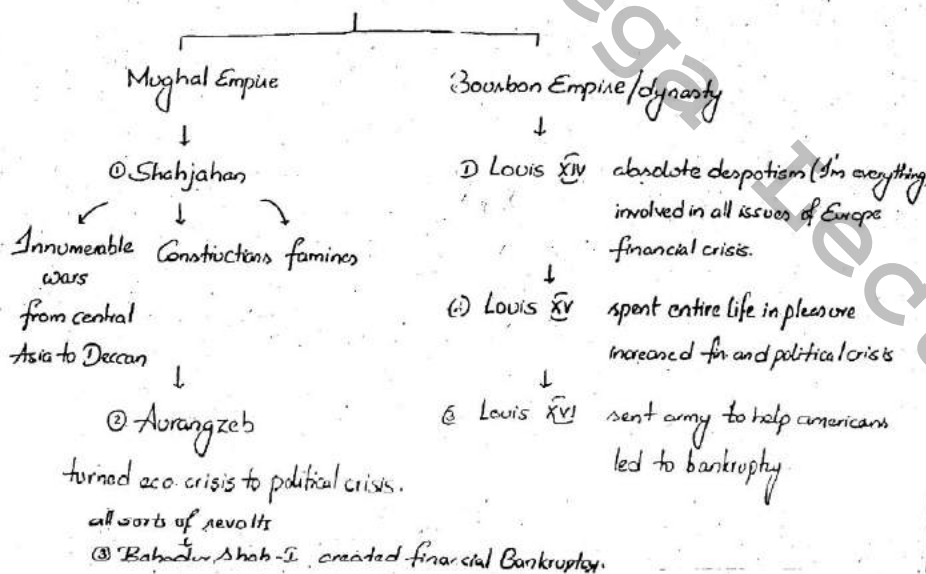 Mughal Empire
① Shahjahan
Innumerable Constructions famines
wars
from central
Asia to Deccan
② Aurangzeb
turned eco. crisis to political crisis.
all sorts of revolts
③ Bahadur Shah-I created financial Bankruptcy.
Bourbon Empire/dynasty
1) Louis XIV absolute despotism (I'm everything
involved in all issues of Europe
financial crisis.
Louis XV spent entire life in pleasure
increased fin and political crisis
Louis XVI sent army to help americans
led to bankruptcy
ega Lec